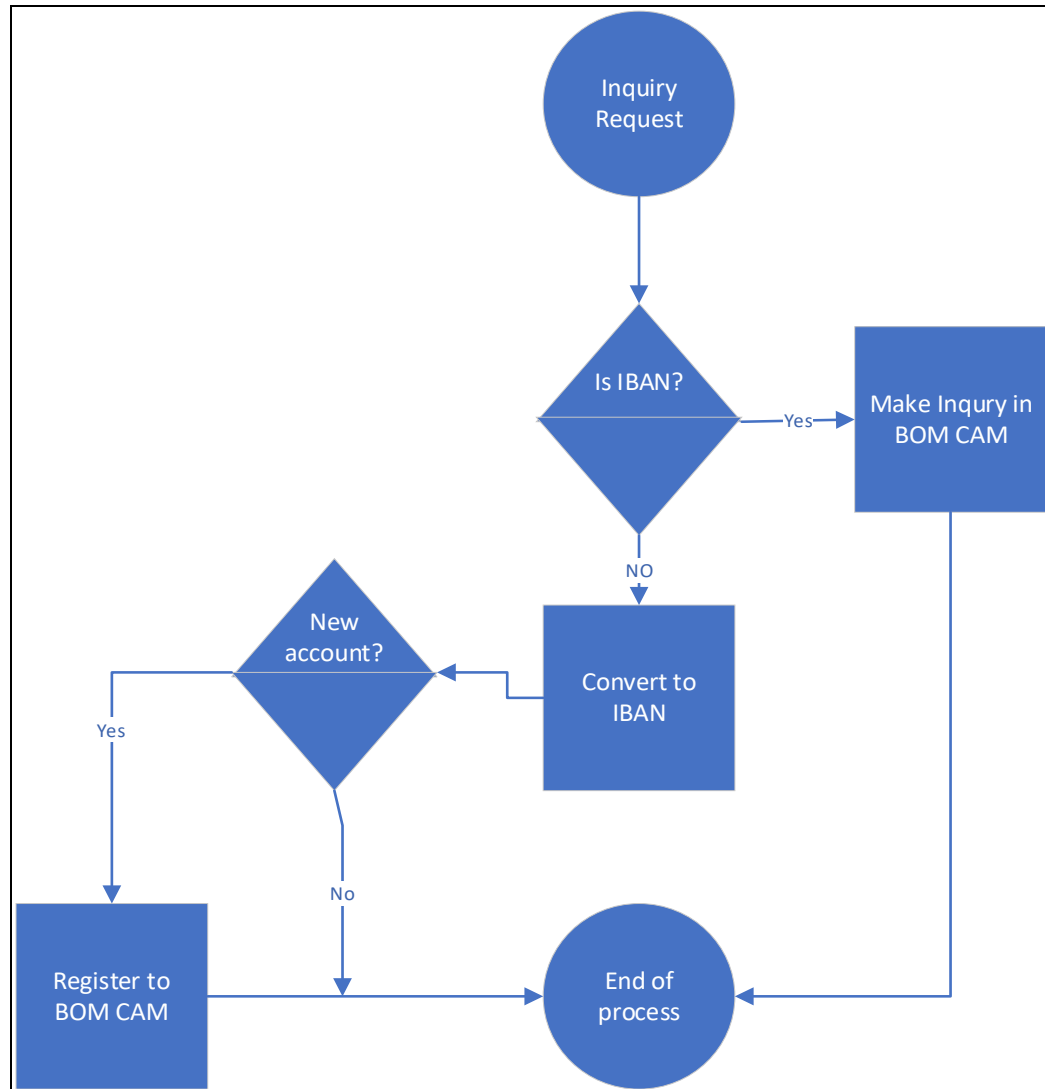 Inquiry
Request
Is IBAN?
Yes
Make Inqury in
BOM CAM
NO
New
account?
Convert to
IBAN
Yes
No
Register to
BOM CAM
End of
process